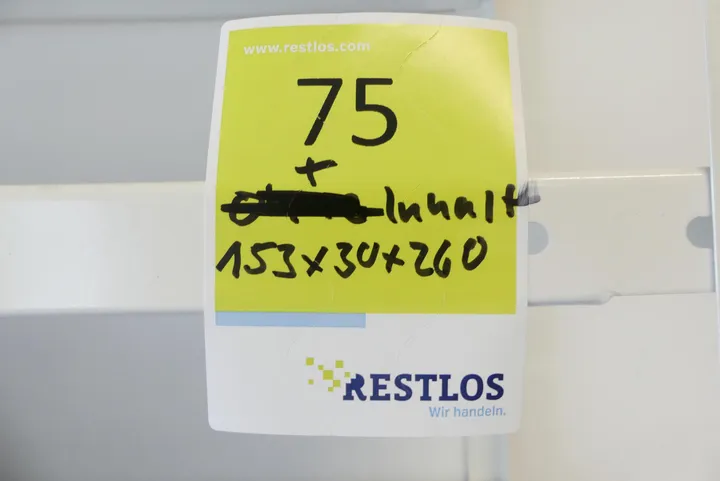 www.restlos.com
75
+
Inhalt
153x30x260
RESTLOS
Wir handeln.